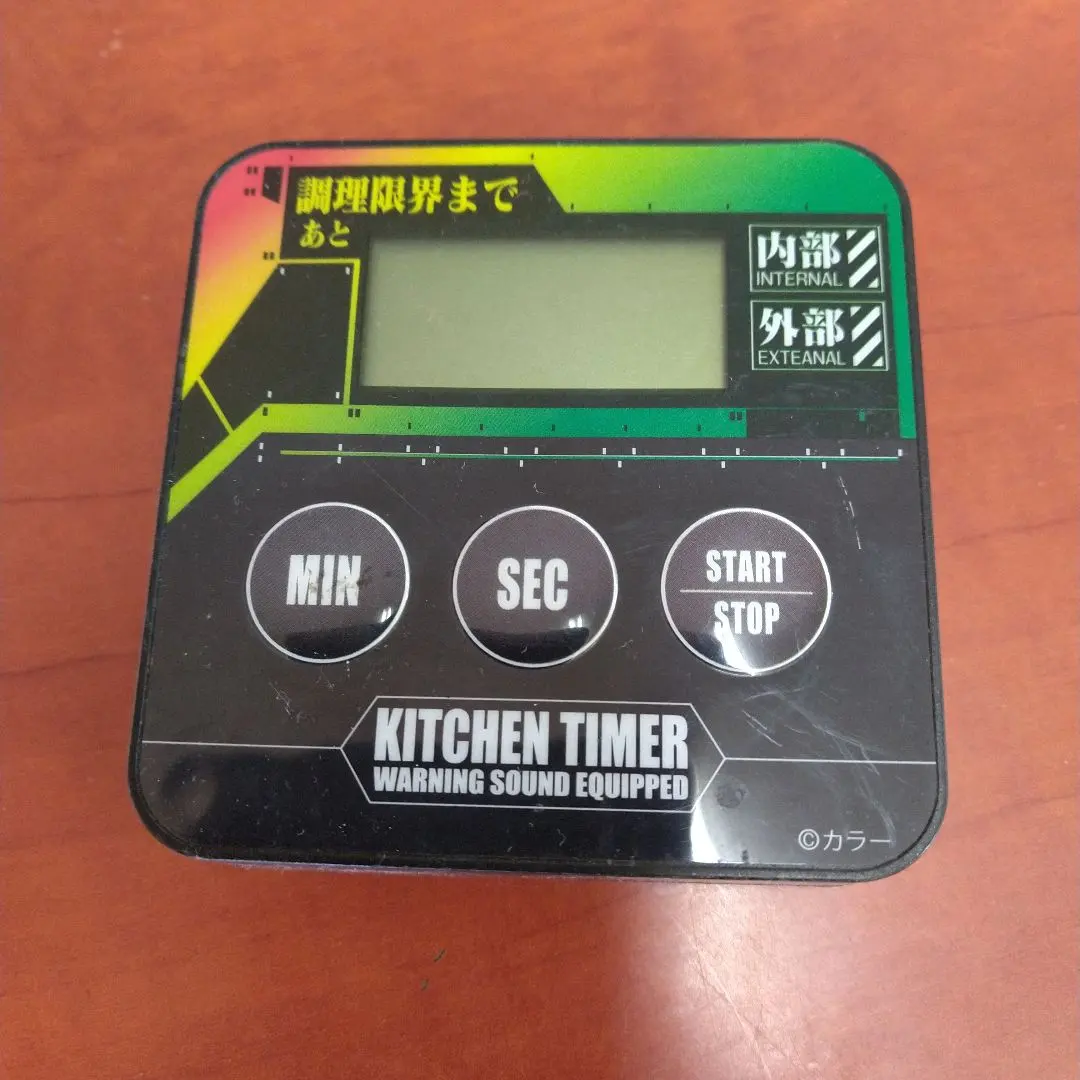 調理限界まで
あと
内部
INTERNAL
外部
EXTEANAL
MIN
SEC
START
STOP
KITCHEN TIMER
WARNING SOUND EQUIPPED
©カラー